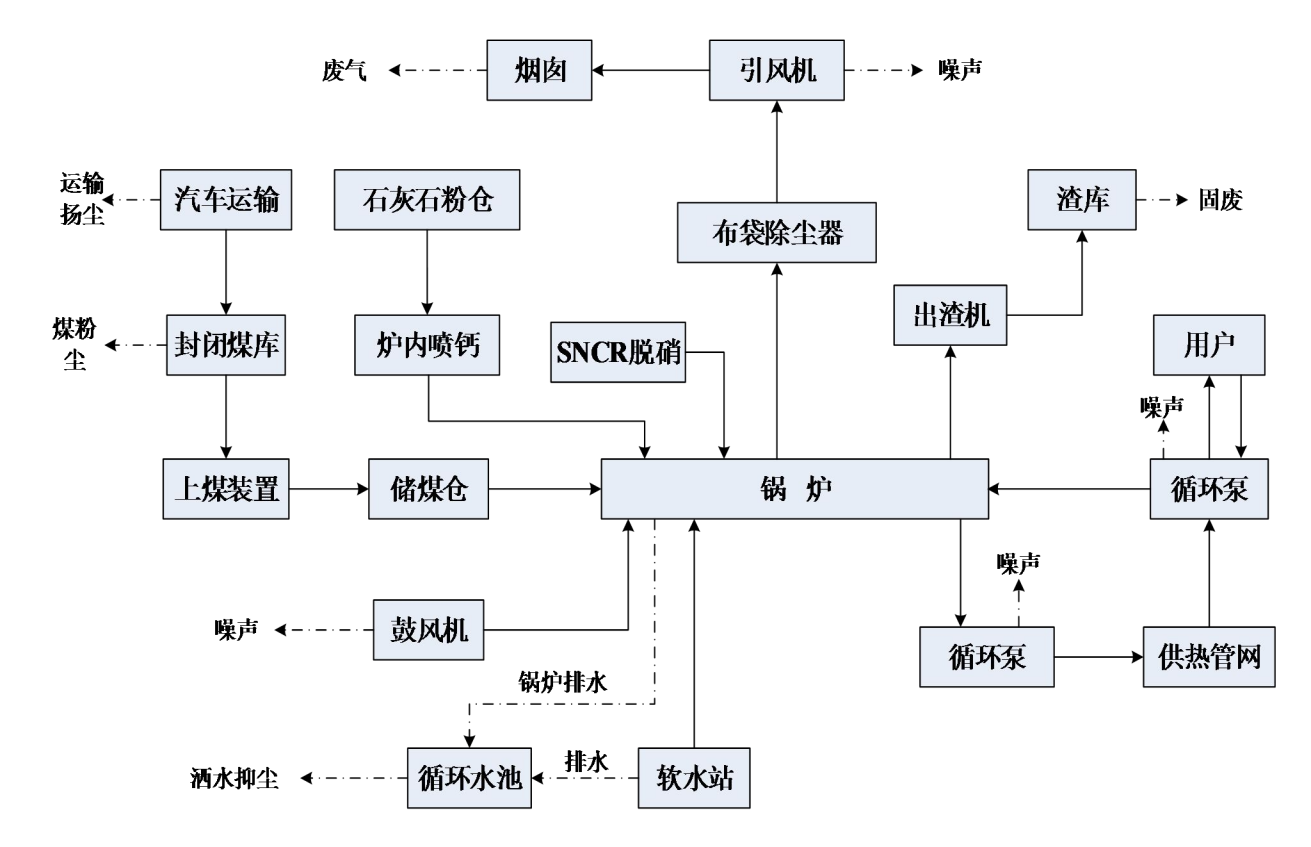 废气
烟囱
引风机
噪声
运输
扬尘
汽车运输
石灰石粉仓
布袋除尘器
渣库
固废
出渣机
煤粉
尘
封闭煤库
炉内喷钙
SNCR脱硝
用户
噪声
上煤装置
储煤仓
锅 炉
循环泵
噪声
噪声
鼓风机
循环泵
供热管网
锅炉排水
洒水抑尘
循环水池
排水
软水站